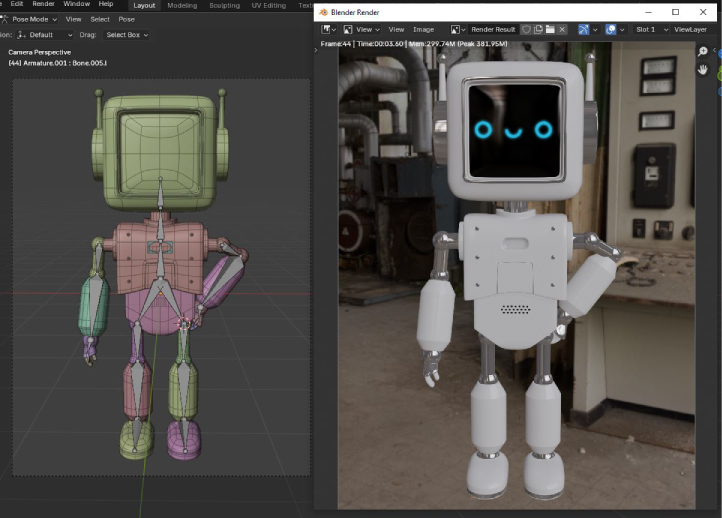 Edit Render Window Help Layout Modeling Sculpting UV Editing
Pose Mode View Select Pose
Default Drag: Select Box
Camera Perspective
[44] Armature.001 : Bone.005.l
Blender Render
View View Image Render Result Slot 1 ViewLayer
Frame:44 | Time:00:03.60 | Mem:299.74M (Peak 381.95M)